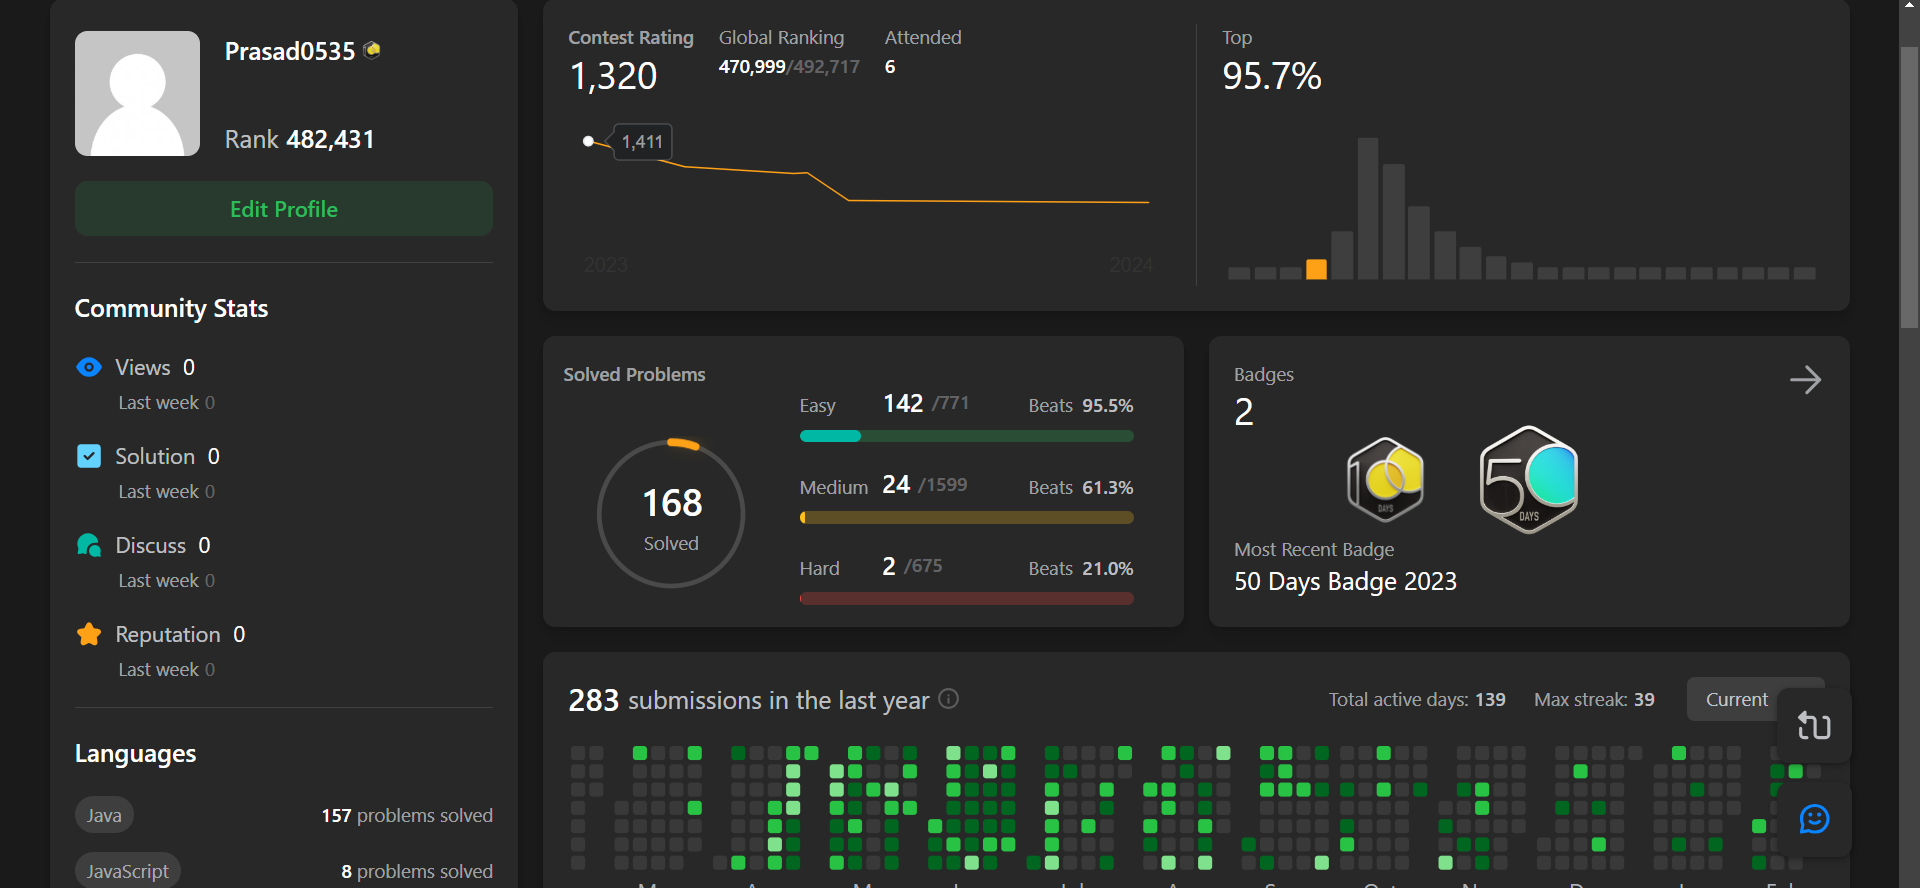 Prasad0535
Rank 482,431
Edit Profile
Community Stats
Views 0
Last week 0
Solution 0
Last week 0
Discuss 0
Last week 0
Reputation 0
Last week 0
Languages
Java 157 problems solved
JavaScript 8 problems solved
Contest Rating Global Ranking Attended
1,320 470,999/492,717 6
1,411
2023 2024
Top
95.7%
Solved Problems
168
Solved
Easy 142 /771 Beats 95.5%
Medium 24 /1599 Beats 61.3%
Hard 2 /675 Beats 21.0%
Badges
2
100 DAYS
50 DAYS
Most Recent Badge
50 Days Badge 2023
283 submissions in the last year Total active days: 139 Max streak: 39 Current